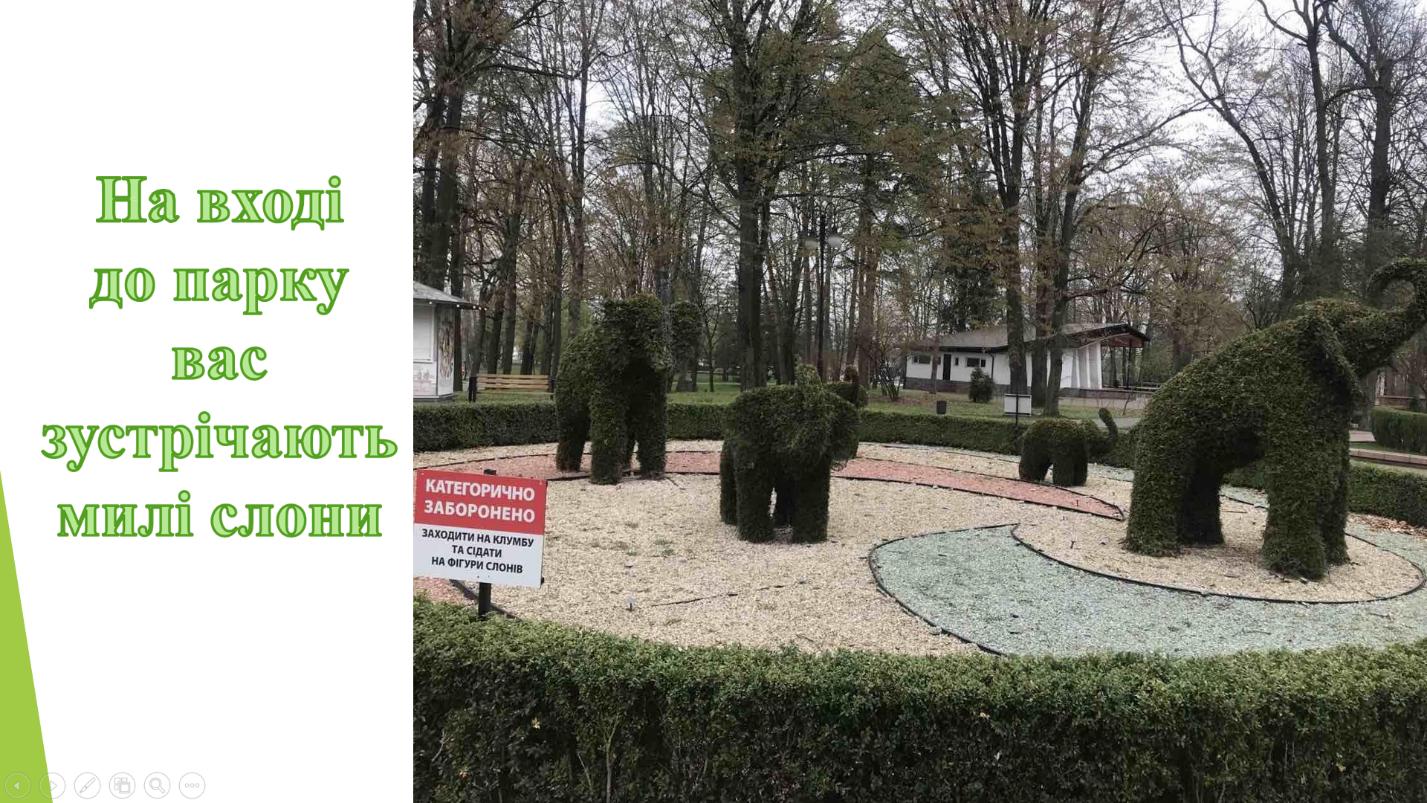 На вході
до парку
вас
зустрічають
милі слони
КАТЕГОРИЧНО
ЗАБОРОНЕНО
ЗАХОДИТИ НА КЛУМБУ
ТА СІДАТИ
НА ФІГУРИ СЛОНІВ